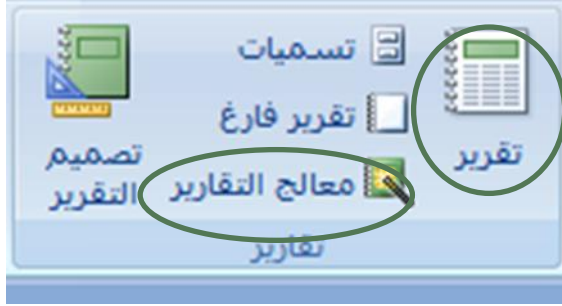 تقرير
تسميات
تقرير فارغ
معالج التقارير
تصميم
التقرير
تقارير